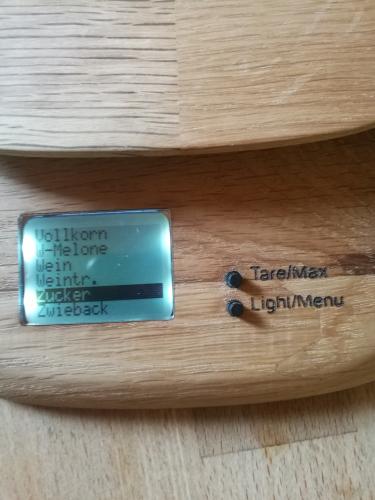 Vollkorn
W-Melone
Wein
Weintr.
Zucker
Zwieback
Tare/Max
Light/Menu